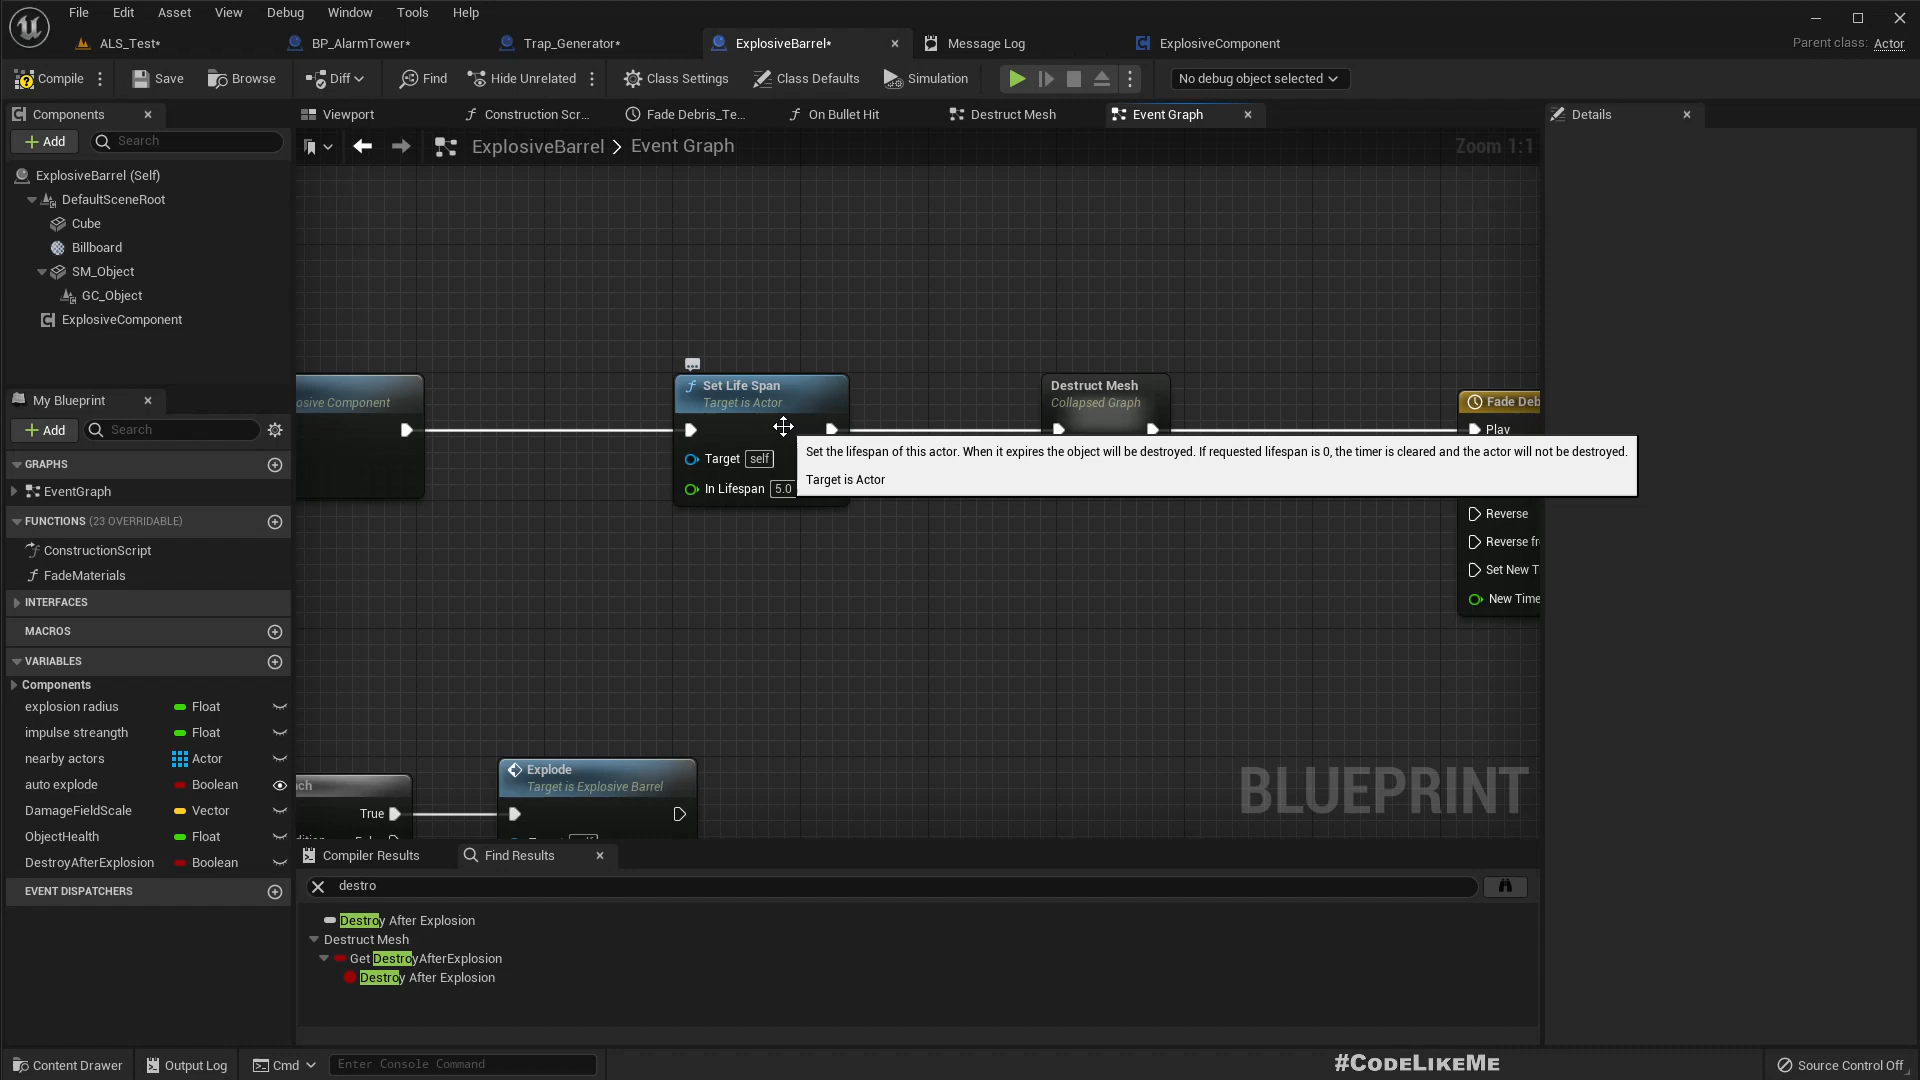 File Edit Asset View Debug Window Tools Help
ALS_Test* BP_AlarmTower* Trap_Generator* ExplosiveBarrel* Message Log ExplosiveComponent Parent class: Actor
Compile Save Browse Diff Find Hide Unrelated Class Settings Class Defaults Simulation No debug object selected
Components Viewport Construction Scr... Fade Debris_Te... On Bullet Hit Destruct Mesh Event Graph Details
Add Search ExplosiveBarrel > Event Graph Zoom 1:1
ExplosiveBarrel (Self)
DefaultSceneRoot
Cube
Billboard
SM_Object
GC_Object
ExplosiveComponent
My Blueprint
Add Search
GRAPHS
EventGraph
FUNCTIONS (23 OVERRIDABLE)
ConstructionScript
FadeMaterials
INTERFACES
MACROS
VARIABLES
Components
explosion radius Float
impulse streangth Float
nearby actors Actor
auto explode Boolean
DamageFieldScale Vector
ObjectHealth Float
DestroyAfterExplosion Boolean
EVENT DISPATCHERS
osive Component
Set Life Span
Target is Actor
Target self
In Lifespan 5.0
Destruct Mesh
Collapsed Graph
Fade Deb
Play
Set the lifespan of this actor. When it expires the object will be destroyed. If requested lifespan is 0, the timer is cleared and the actor will not be destroyed.
Target is Actor
Reverse
Reverse fr
Set New T
New Time
ch
True
Explode
Target is Explosive Barrel
BLUEPRINT
Compiler Results Find Results
destro
Destroy After Explosion
Destruct Mesh
Get DestroyAfterExplosion
Destroy After Explosion
Content Drawer Output Log Cmd Enter Console Command #CODELIKEME Source Control Off